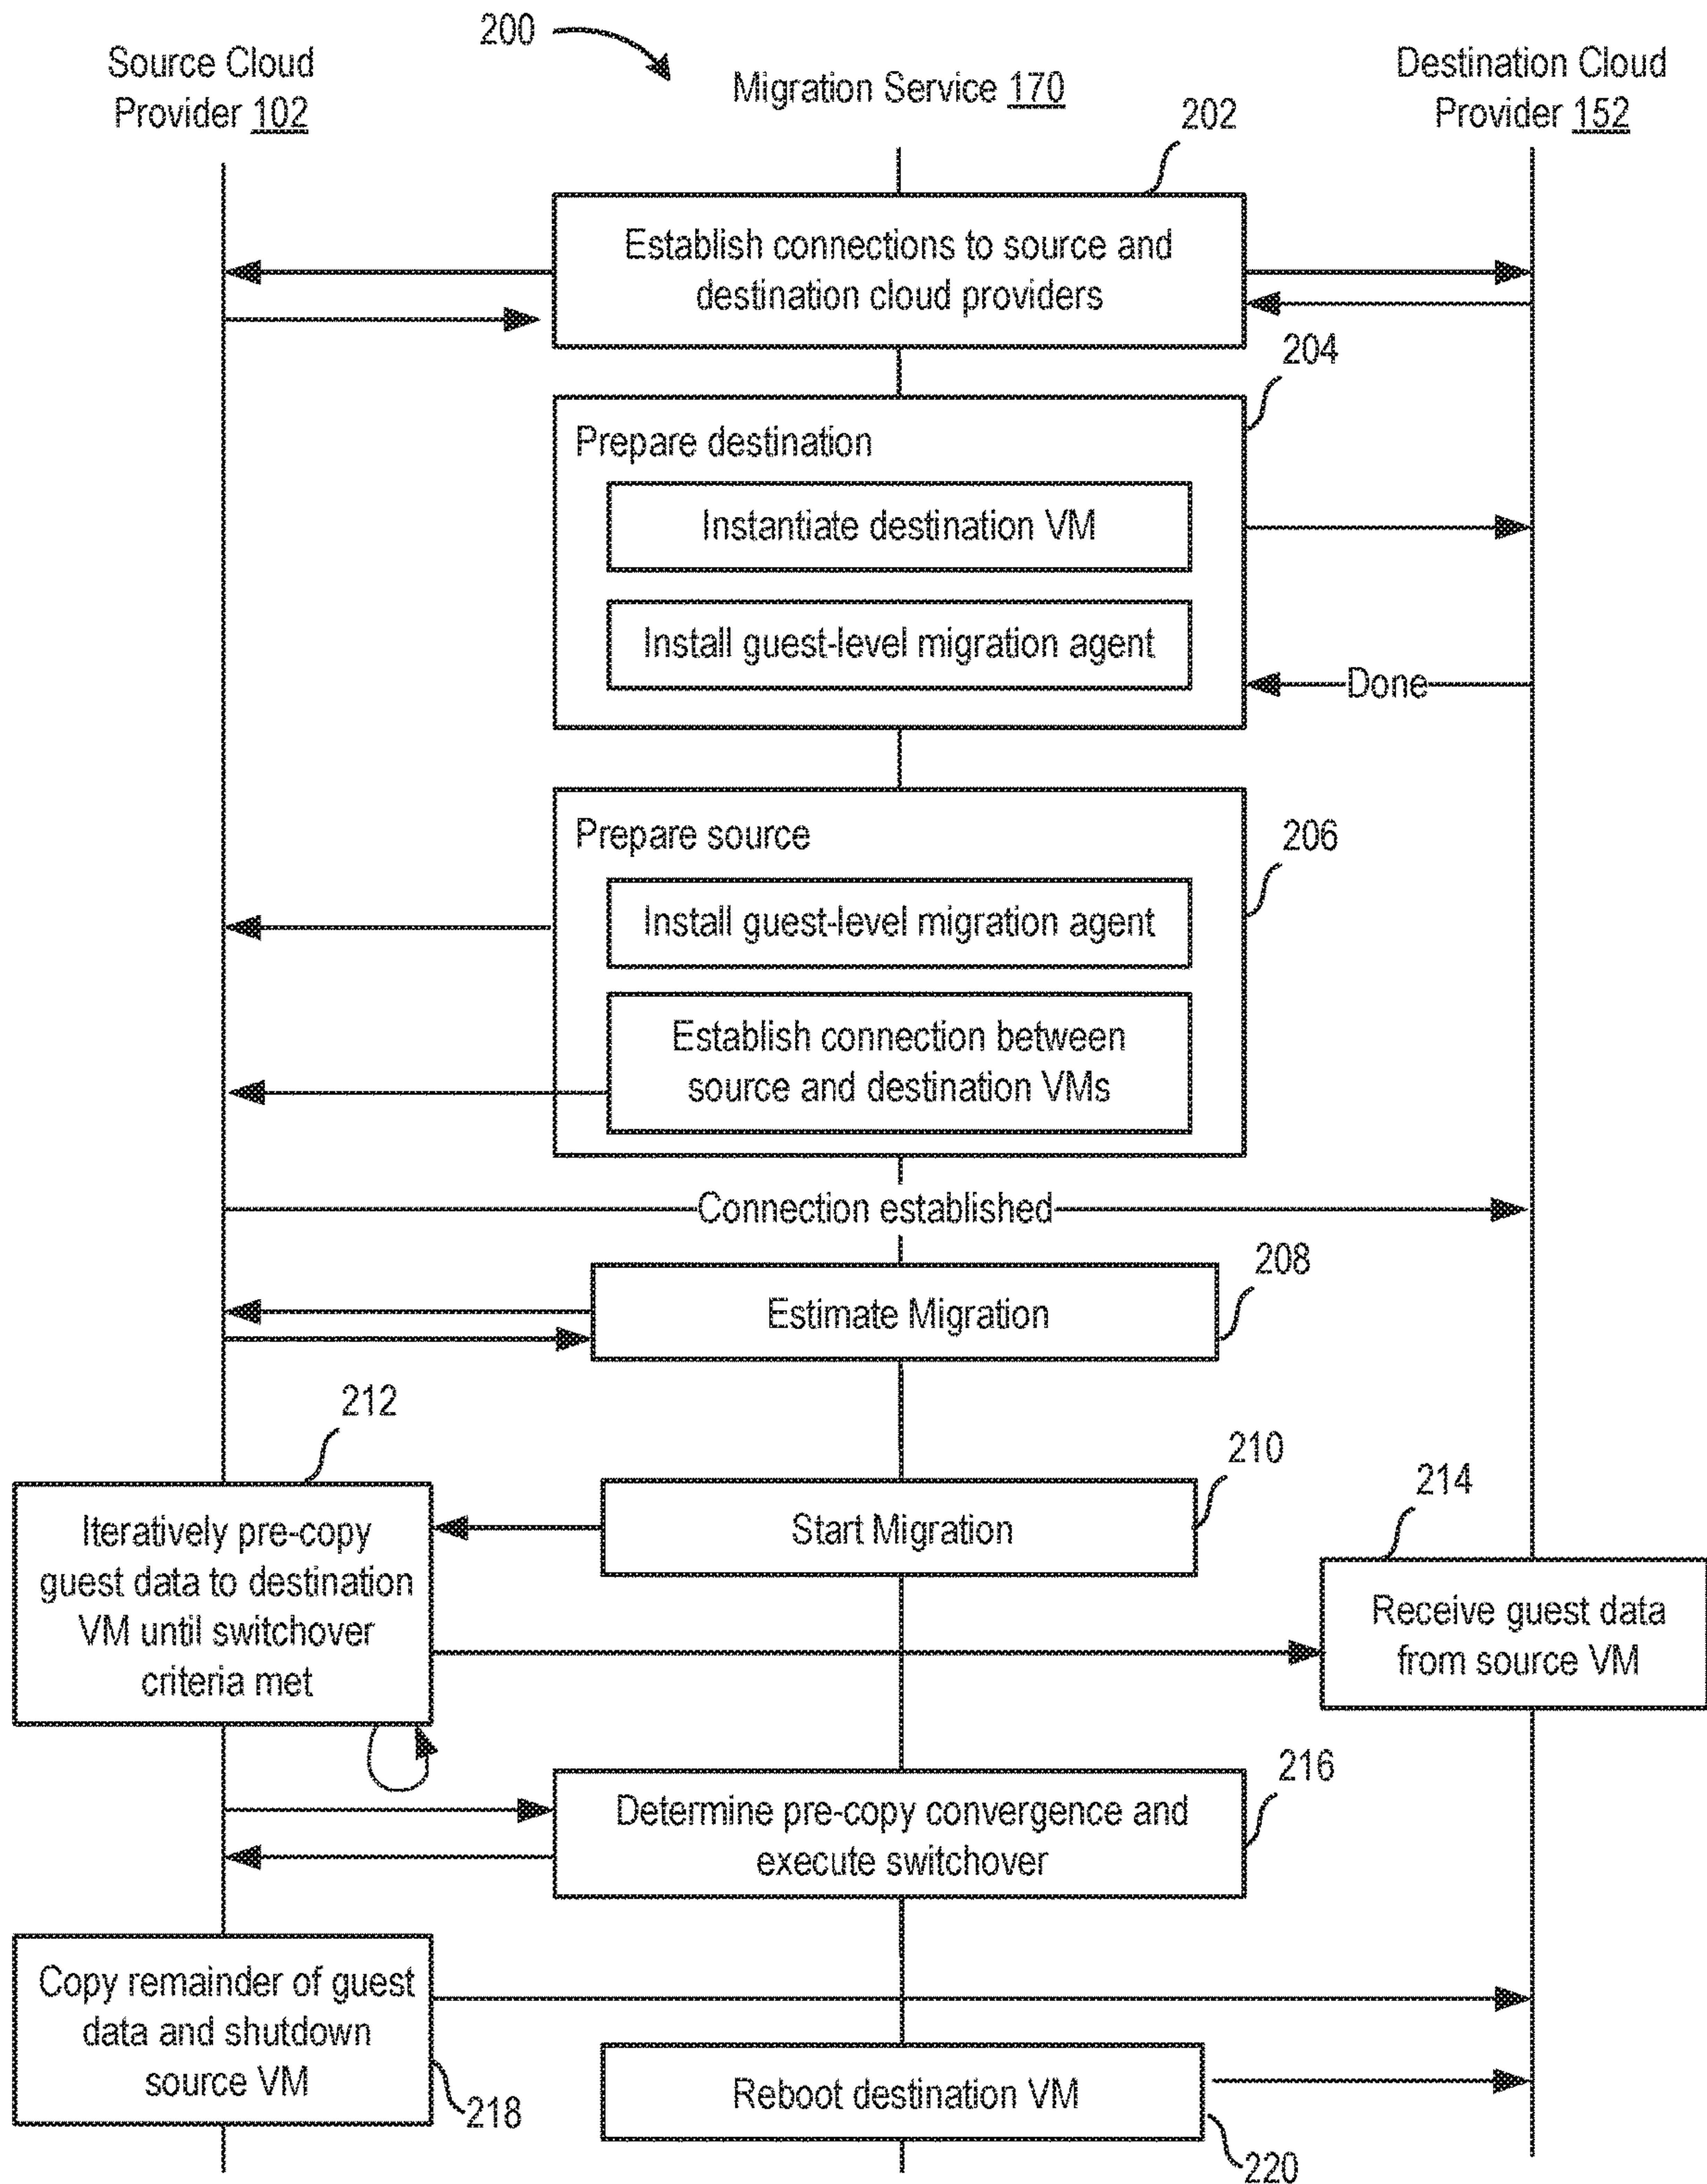 200
Source Cloud
Provider 102
Migration Service 170
Destination Cloud
Provider 152
202
Establish connections to source and
destination cloud providers
204
Prepare destination
Instantiate destination VM
Install guest-level migration agent
Done
Prepare source
206
Install guest-level migration agent
Establish connection between
source and destination VMs
Connection established
208
Estimate Migration
212
210
Start Migration
214
Iteratively pre-copy
guest data to destination
VM until switchover
criteria met
Receive guest data
from source VM
216
Determine pre-copy convergence and
execute switchover
Copy remainder of guest
data and shutdown
source VM
218
Reboot destination VM
220